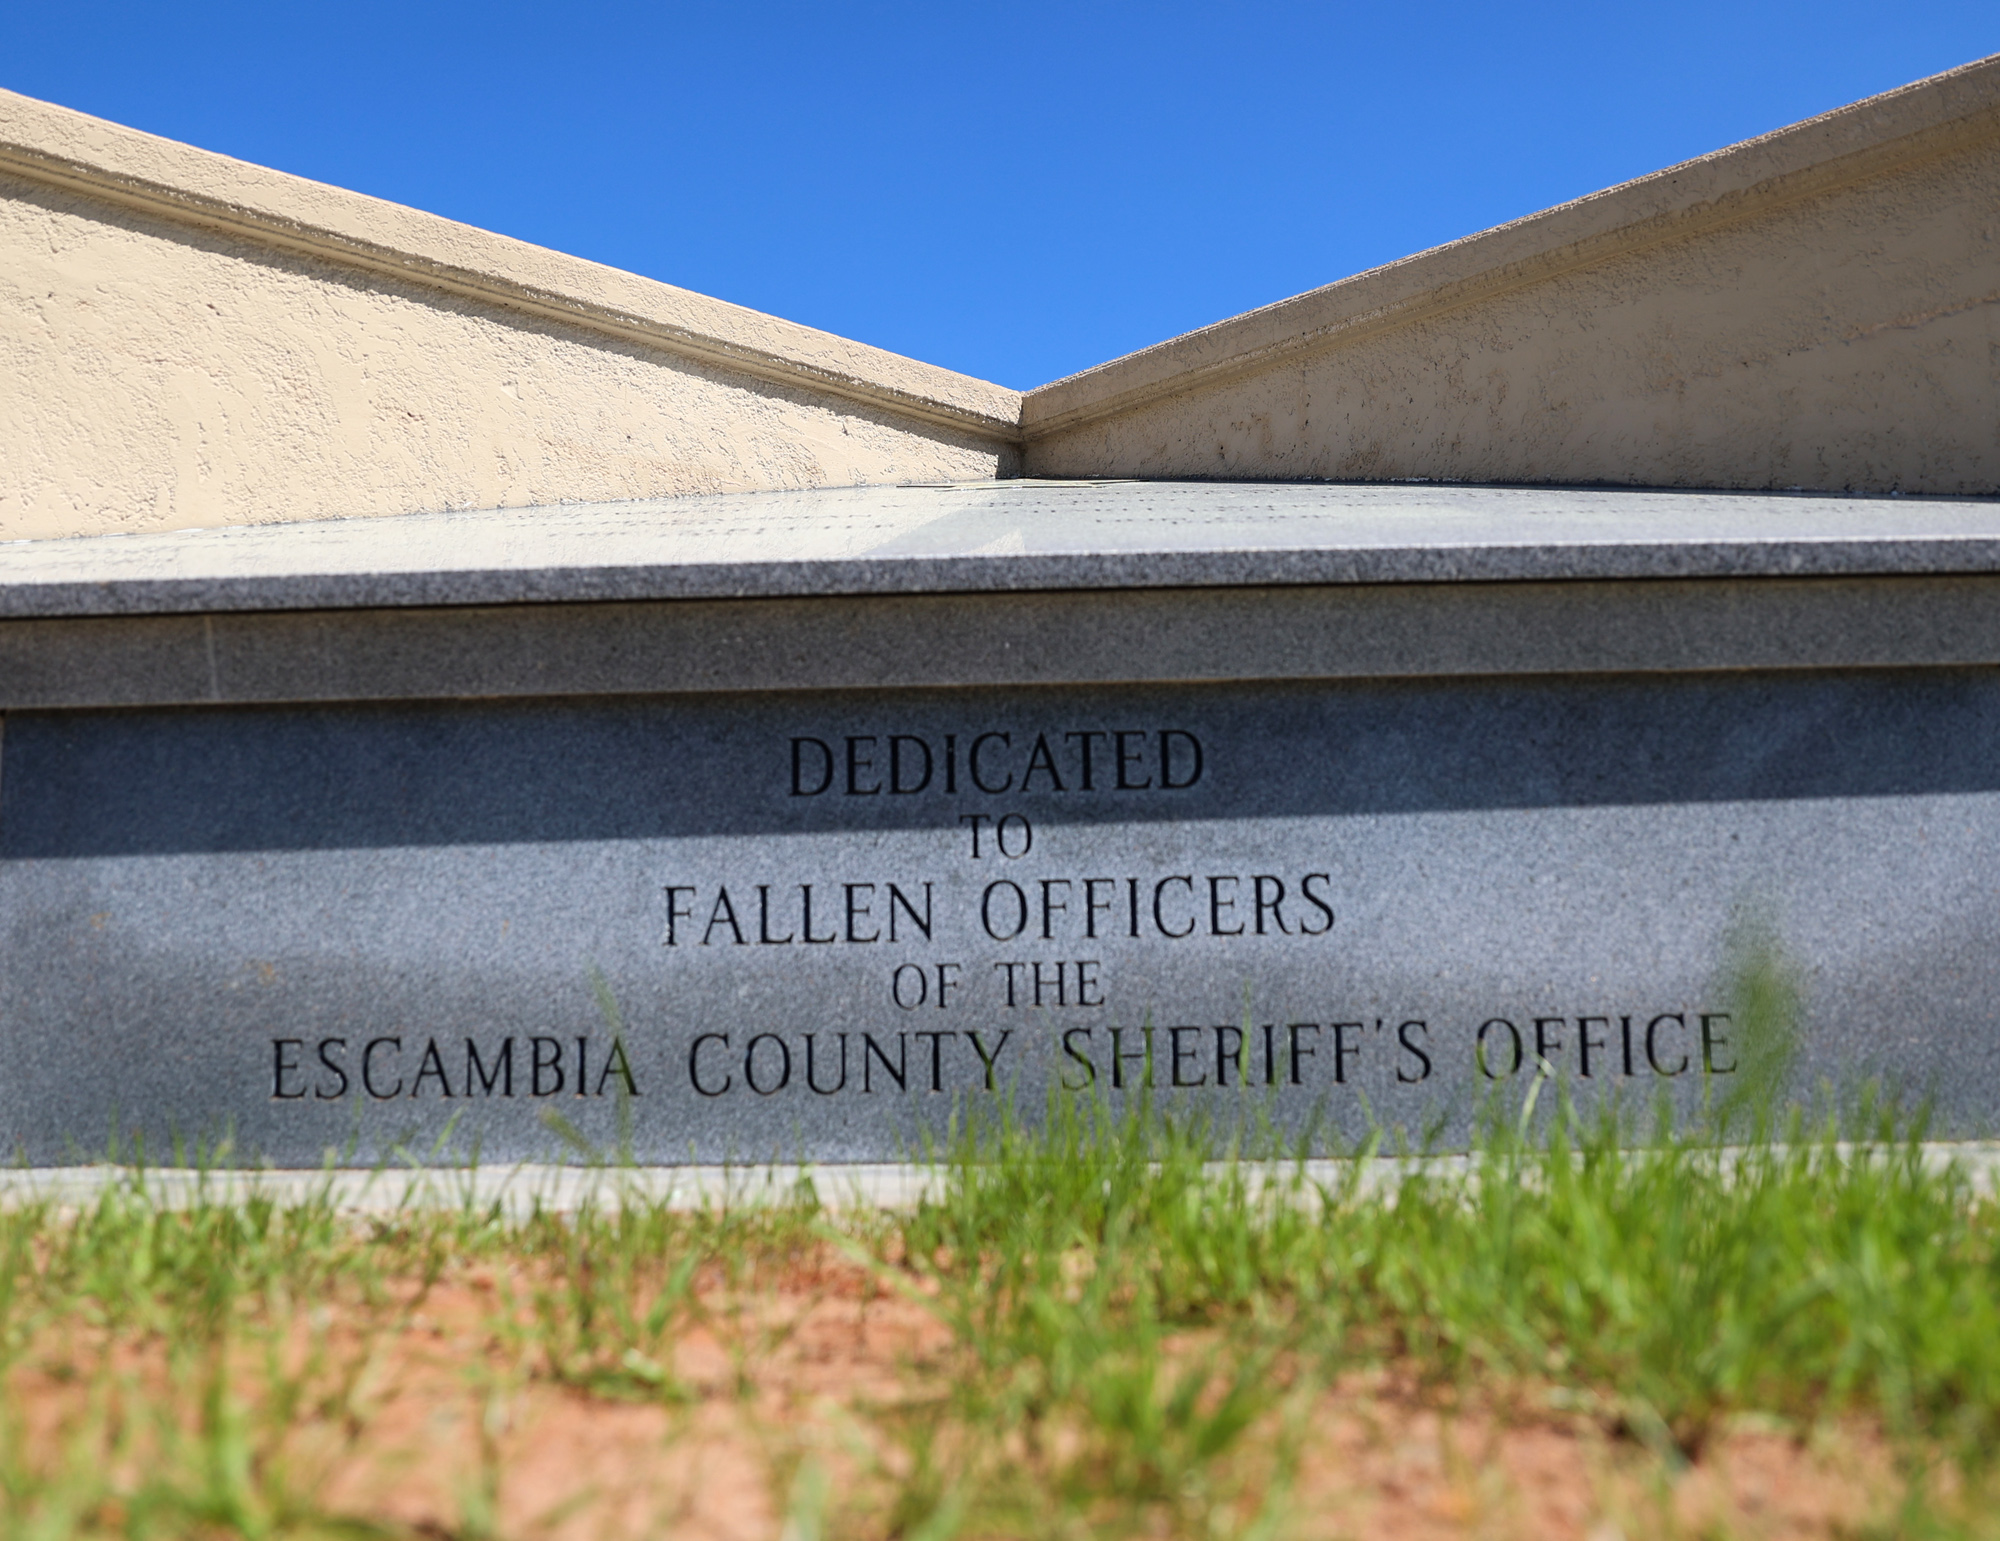 DEDICATED
TO
FALLEN OFFICERS
OF THE
ESCAMBIA COUNTY SHERIFF'S OFFICE